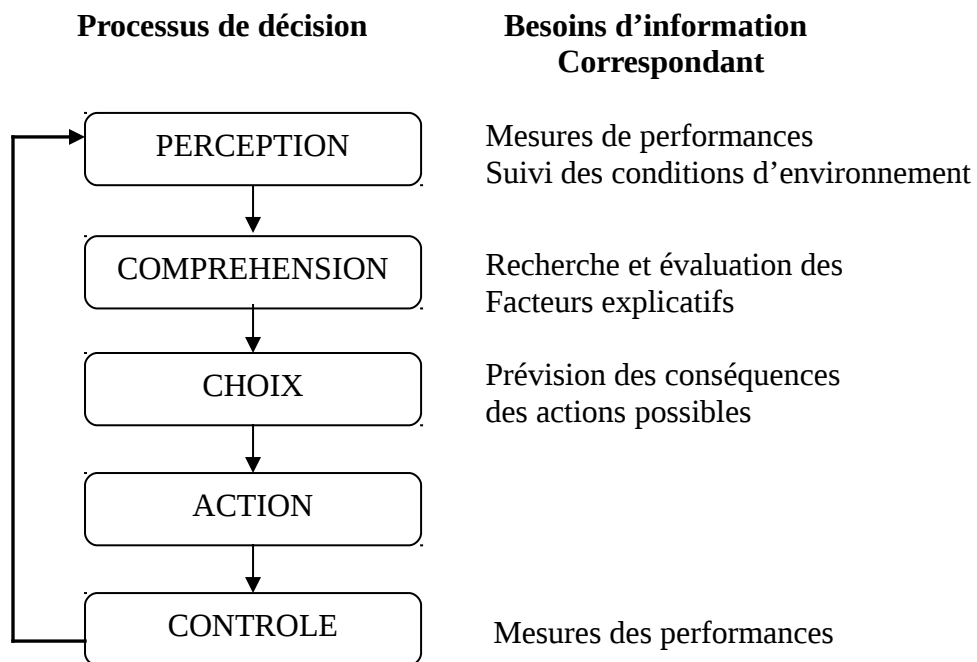 Processus de décision
Besoins d’information
Correspondant
PERCEPTION
Mesures de performances
Suivi des conditions d’environnement
COMPREHENSION
Recherche et évaluation des
Facteurs explicatifs
CHOIX
Prévision des conséquences
des actions possibles
ACTION
CONTROLE
Mesures des performances